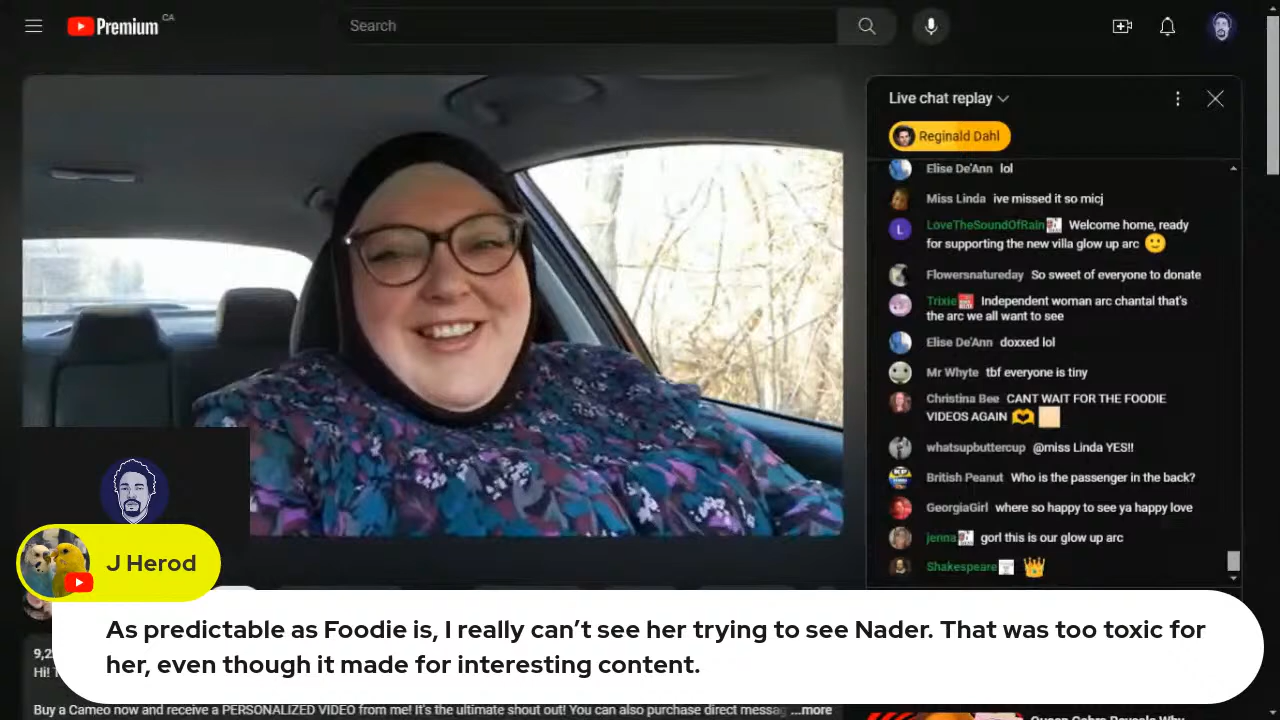 Premium CA
Search
Live chat replay
Reginald Dahl
Elise De'Ann lol
Miss Linda ive missed it so micj
LoveTheSoundOfRain Welcome home, ready
for supporting the new villa glow up arc
Flowersnatureday So sweet of everyone to donate
Trixie Independent woman arc chantal that's
the arc we all want to see
Elise De'Ann doxxed lol
Mr Whyte tbf everyone is tiny
Christina Bee CANT WAIT FOR THE FOODIE
VIDEOS AGAIN
L
whatsupbuttercup @miss Linda YES!!
British Peanut Who is the passenger in the back?
GeorgiaGirl where so happy to see ya happy love
jenna gorl this is our glow up arc
Shakespeare
J Herod
As predictable as Foodie is, I really can't see her trying to see Nader. That was too toxic for
her, even though it made for interesting content.
9,2
Hi!
Buy a Cameo now and receive a PERSONALIZED VIDEO from me! It's the ultimate shout out! You can also purchase direct messag ...more